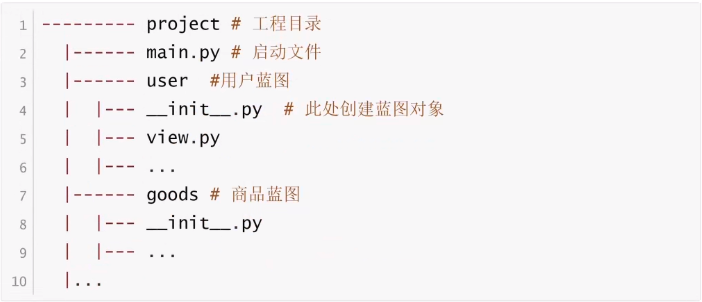 1 --------- project # 工程目录
2   |------ main.py # 启动文件
3   |------ user  #用户蓝图
4   |  |--- __init__.py  # 此处创建蓝图对象
5   |  |--- view.py
6   |  |--- ...
7   |------ goods # 商品蓝图
8   |  |--- __init__.py
9   |  |--- ...
10   |...